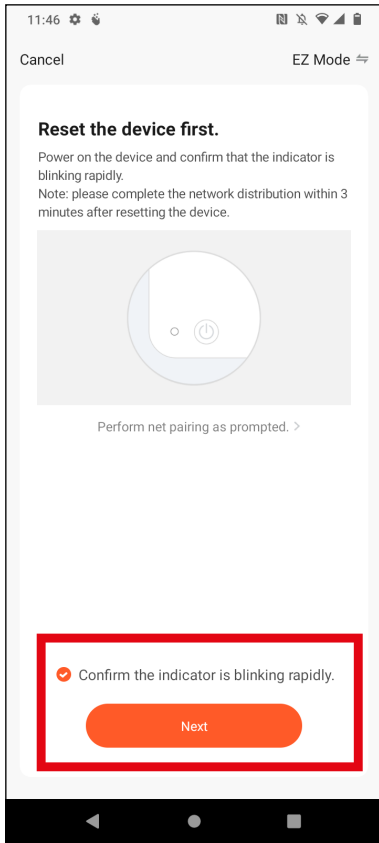 11:46
Cancel
EZ Mode
Reset the device first.
Power on the device and confirm that the indicator is
blinking rapidly.
Note: please complete the network distribution within 3
minutes after resetting the device.
Perform net pairing as prompted. >
Confirm the indicator is blinking rapidly.
Next